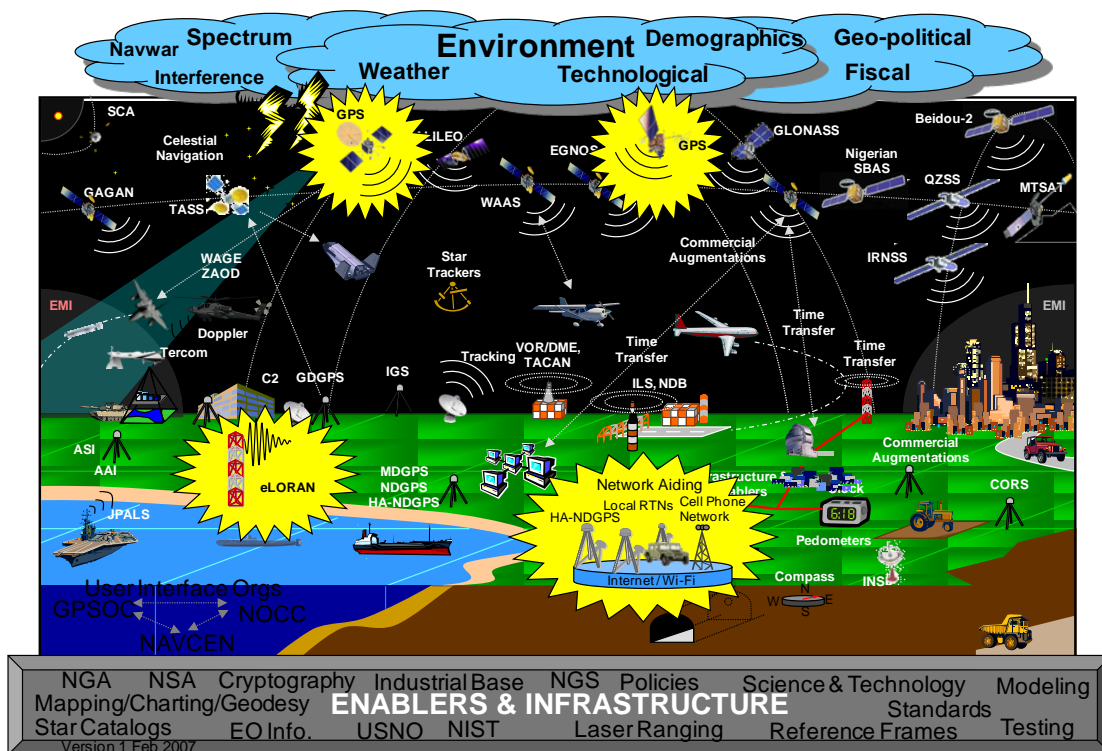 Navwar
Spectrum
Environment
Demographics
Geo-political
Interference
Weather
Technological
Fiscal
SCA
GPS
LILEO
EGNOS
GPS
GLONASS
Beidou-2
Celestial
Navigation
Nigerian
SBAS
QZSS
MTSAT
GAGAN
TASS
WAAS
Commercial
Augmentations
IRNSS
WAGE
ZAOD
Star
Trackers
EMI
EMI
Doppler
Tercom
Time
Transfer
Time
Transfer
Time
Transfer
Tracking
VOR/DME,
TACAN
ILS, NDB
C2
GDGPS
IGS
ASI
AAI
eLORAN
MDGPS
NDGPS
HA-NDGPS
Commercial
Augmentations
CORS
Network Aiding
Local RTNs
Cell Phone
Network
HA-NDGPS
Internet/Wi-Fi
frastructure &
ablers
Clock
6:18
Pedometers
JPALS
Compass
N
W
E
S
User Interface Orgs
GPSOC
NOCC
NAVCEN
NGA
NSA
Cryptography
Industrial Base
NGS
Policies
Science & Technology
Modeling
Mapping/Charting/Geodesy
ENABLERS & INFRASTRUCTURE
Standards
Star Catalogs
EO Info.
USNO
NIST
Laser Ranging
Reference Frames
Testing
Version 1 Feb 2007